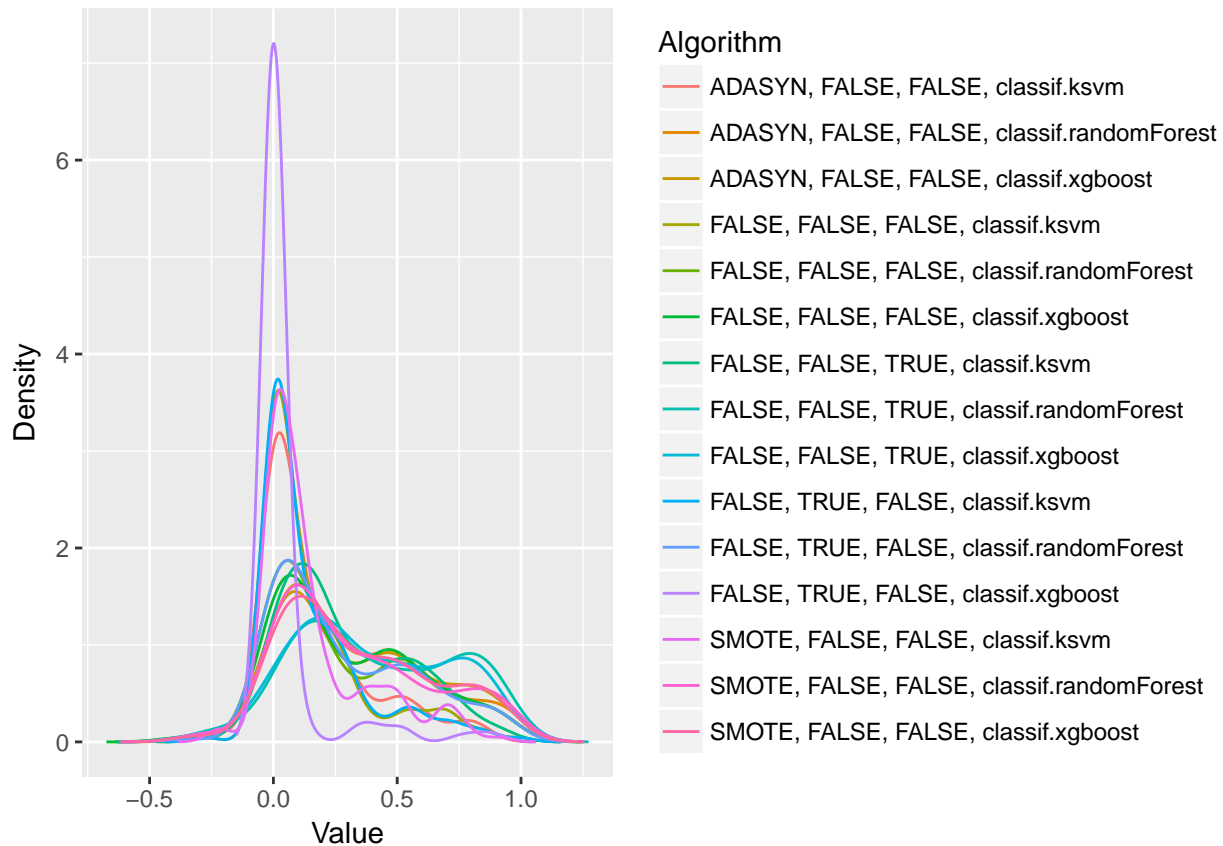 Algorithm
ADASYN, FALSE, FALSE, classif.ksvm
ADASYN, FALSE, FALSE, classif.randomForest
ADASYN, FALSE, FALSE, classif.xgboost
FALSE, FALSE, FALSE, classif.ksvm
FALSE, FALSE, FALSE, classif.randomForest
FALSE, FALSE, FALSE, classif.xgboost
FALSE, FALSE, TRUE, classif.ksvm
FALSE, FALSE, TRUE, classif.randomForest
FALSE, FALSE, TRUE, classif.xgboost
FALSE, TRUE, FALSE, classif.ksvm
FALSE, TRUE, FALSE, classif.randomForest
FALSE, TRUE, FALSE, classif.xgboost
SMOTE, FALSE, FALSE, classif.ksvm
SMOTE, FALSE, FALSE, classif.randomForest
SMOTE, FALSE, FALSE, classif.xgboost
Density
6
4
2
0
−0.5 0.0 0.5 1.0
Value